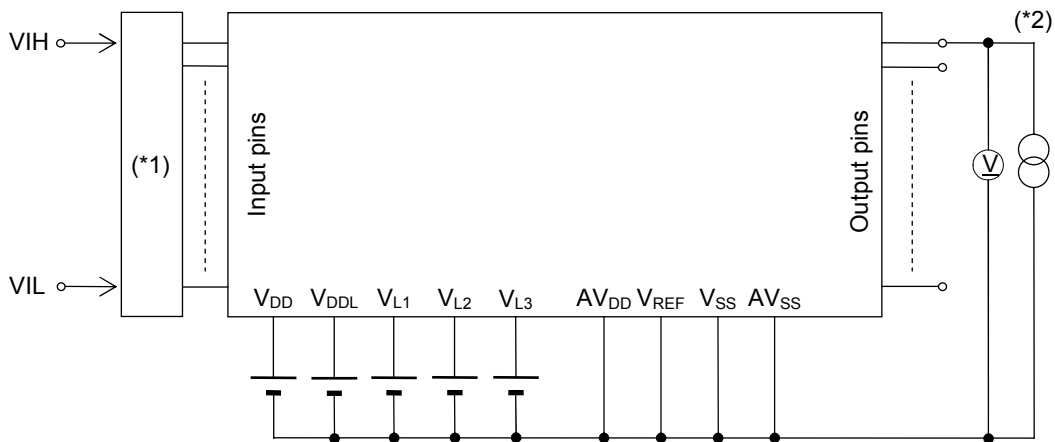 (*2)
VIH
(*1)
Input pins
Output pins
V
VIL
VDD VDDL VL1 VL2 VL3 AVDD VREF VSS AVSS